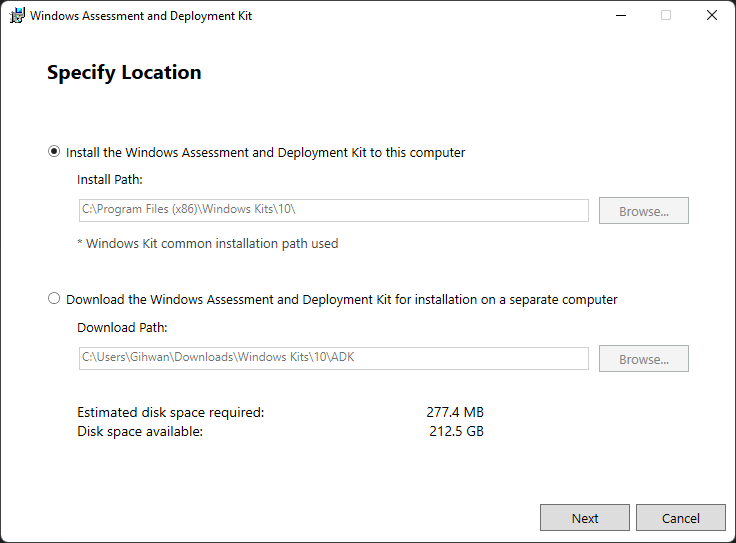 Windows Assessment and Deployment Kit
Specify Location
Install the Windows Assessment and Deployment Kit to this computer
Install Path:
C:\Program Files (x86)\Windows Kits\10\
Browse...
* Windows Kit common installation path used
Download the Windows Assessment and Deployment Kit for installation on a separate computer
Download Path:
C:\Users\Gihwan\Downloads\Windows Kits\10\ADK
Browse...
Estimated disk space required: 277.4 MB
Disk space available: 212.5 GB
Next
Cancel